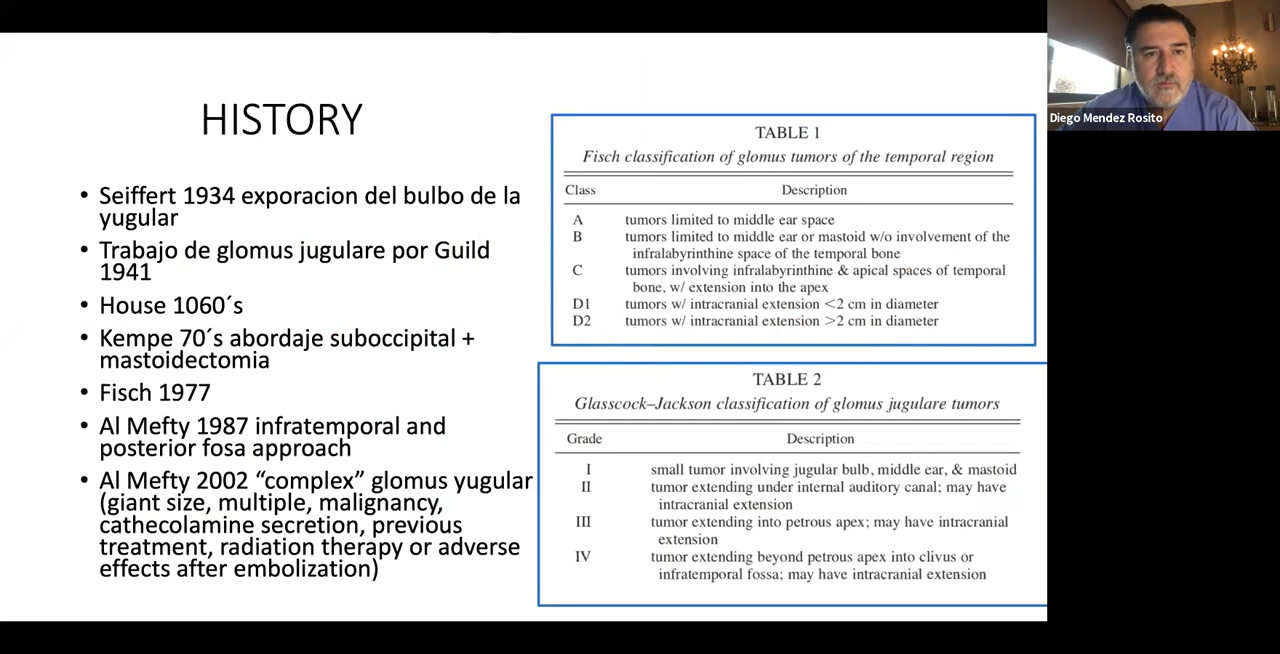 HISTORY
• Seiffert 1934 exporacion del bulbo de la
yugular
• Trabajo de glomus jugulare por Guild
1941
• House 1060´s
• Kempe 70´s abordaje suboccipital +
mastoidectomia
• Fisch 1977
• Al Mefty 1987 infratemporal and
posterior fosa approach
• Al Mefty 2002 “complex” glomus yugular
(giant size, multiple, malignancy,
cathecolamine secretion, previous
treatment, radiation therapy or adverse
effects after embolization)
TABLE 1
Fisch classification of glomus tumors of the temporal region
Class Description
A tumors limited to middle ear space
B tumors limited to middle ear or mastoid w/o involvement of the
infralabyrinthine space of the temporal bone
C tumors involving infralabyrinthine & apical spaces of temporal
bone, w/ extension into the apex
D1 tumors w/ intracranial extension <2 cm in diameter
D2 tumors w/ intracranial extension >2 cm in diameter
TABLE 2
Glasscock–Jackson classification of glomus jugulare tumors
Grade Description
I small tumor involving jugular bulb, middle ear, & mastoid
II tumor extending under internal auditory canal; may have
intracranial extension
III tumor extending into petrous apex; may have intracranial
extension
IV tumor extending beyond petrous apex into clivus or
infratemporal fossa; may have intracranial extension
Diego Mendez Rosito